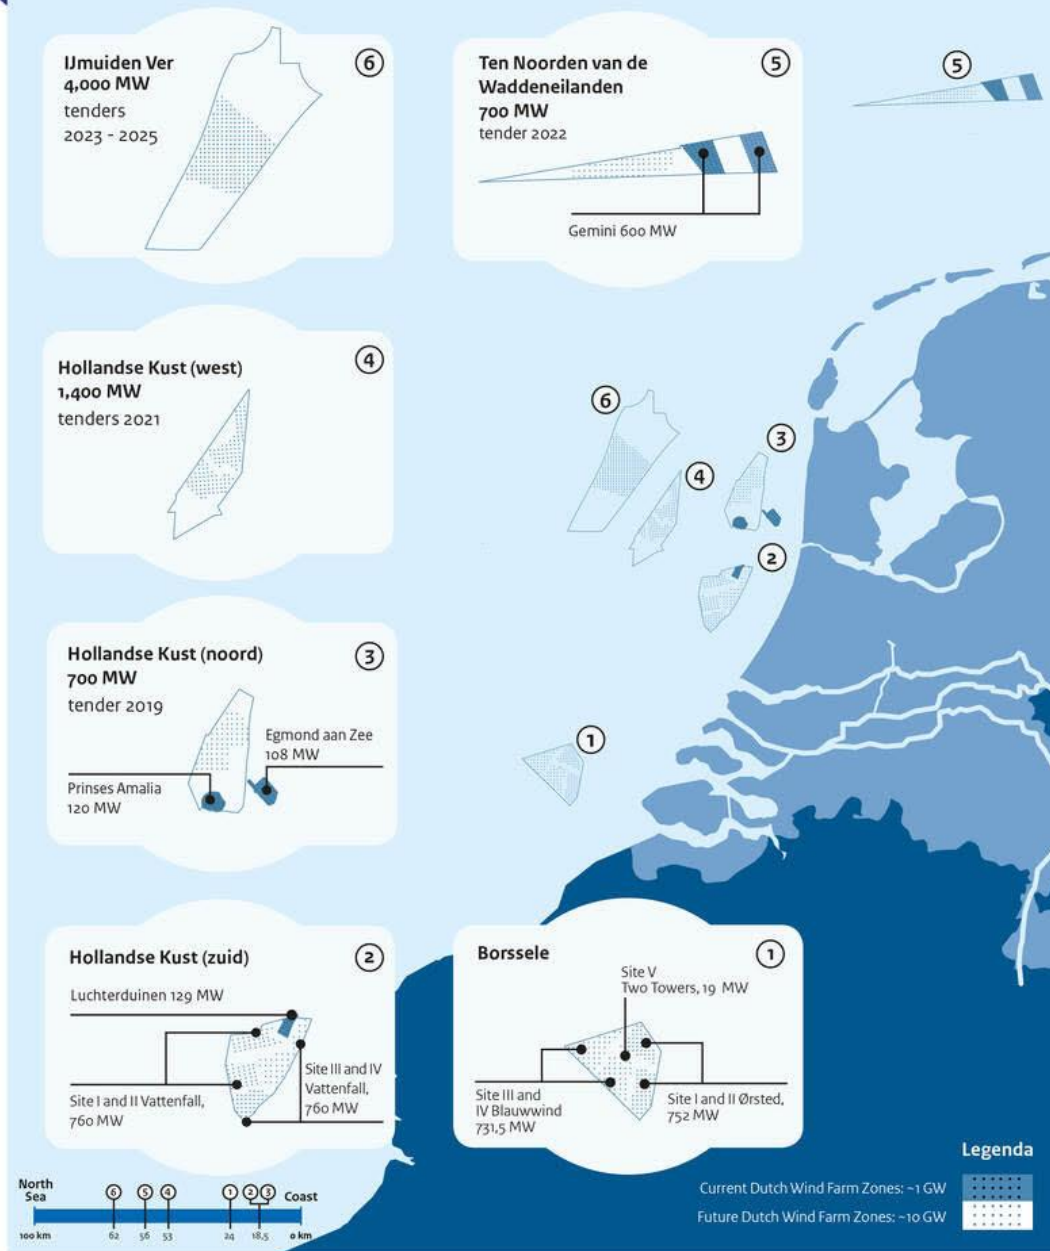 IJmuiden Ver
4,000 MW
tenders
2023 - 2025
6
Ten Noorden van de
Waddeneilanden
700 MW
tender 2022
5
Gemini 600 MW
5
Hollandse Kust (west)
1,400 MW
tenders 2021
4
6
3
4
2
1
Hollandse Kust (noord)
700 MW
tender 2019
3
Egmond aan Zee
108 MW
Prinses Amalia
120 MW
Hollandse Kust (zuid)
2
Luchterduinen 129 MW
Site III and IV
Vattenfall,
760 MW
Site I and II Vattenfall,
760 MW
Borssele
1
Site V
Two Towers, 19 MW
Site III and
IV Blauwwind
731,5 MW
Site I and II Ørsted,
752 MW
Legenda
Current Dutch Wind Farm Zones: ~1 GW
Future Dutch Wind Farm Zones: ~10 GW
North
Sea
6 5 4 1 2 3
Coast
100 km 62 56 53 24 18,5 0 km